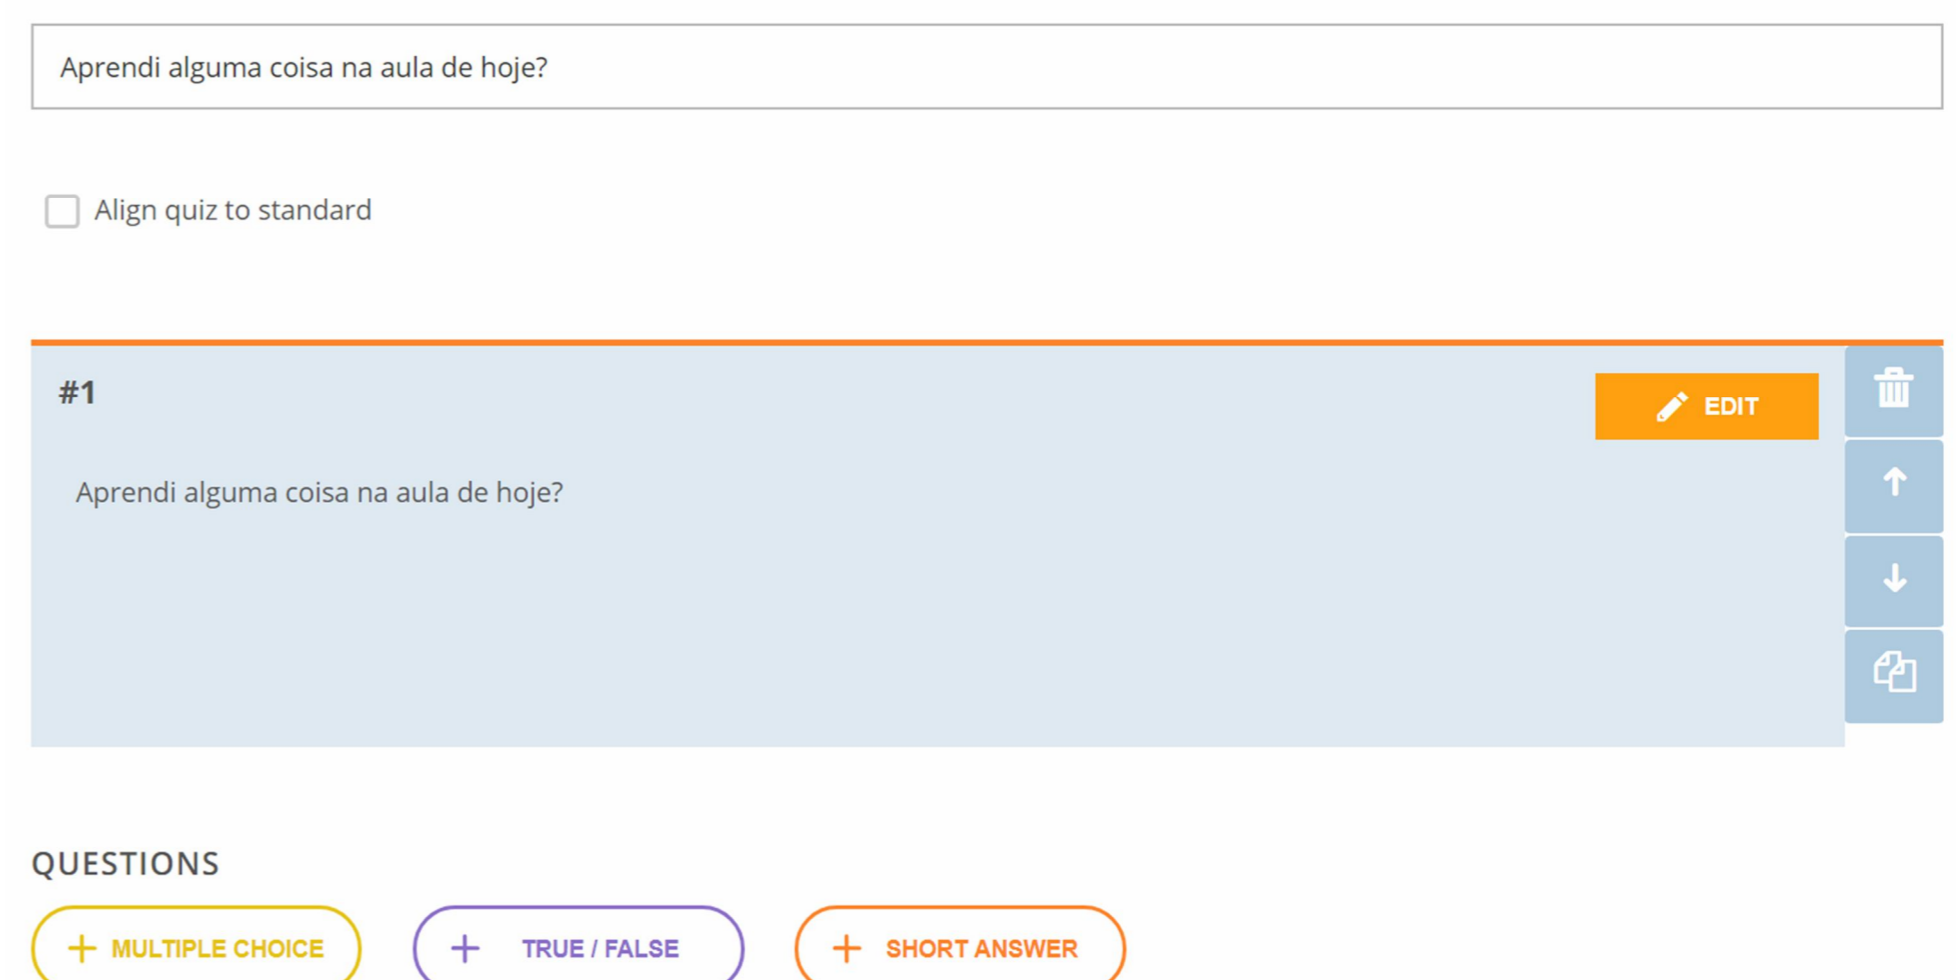 Aprendi alguma coisa na aula de hoje?
Align quiz to standard
#1
EDIT
Aprendi alguma coisa na aula de hoje?
QUESTIONS
+ MULTIPLE CHOICE
+ TRUE / FALSE
+ SHORT ANSWER